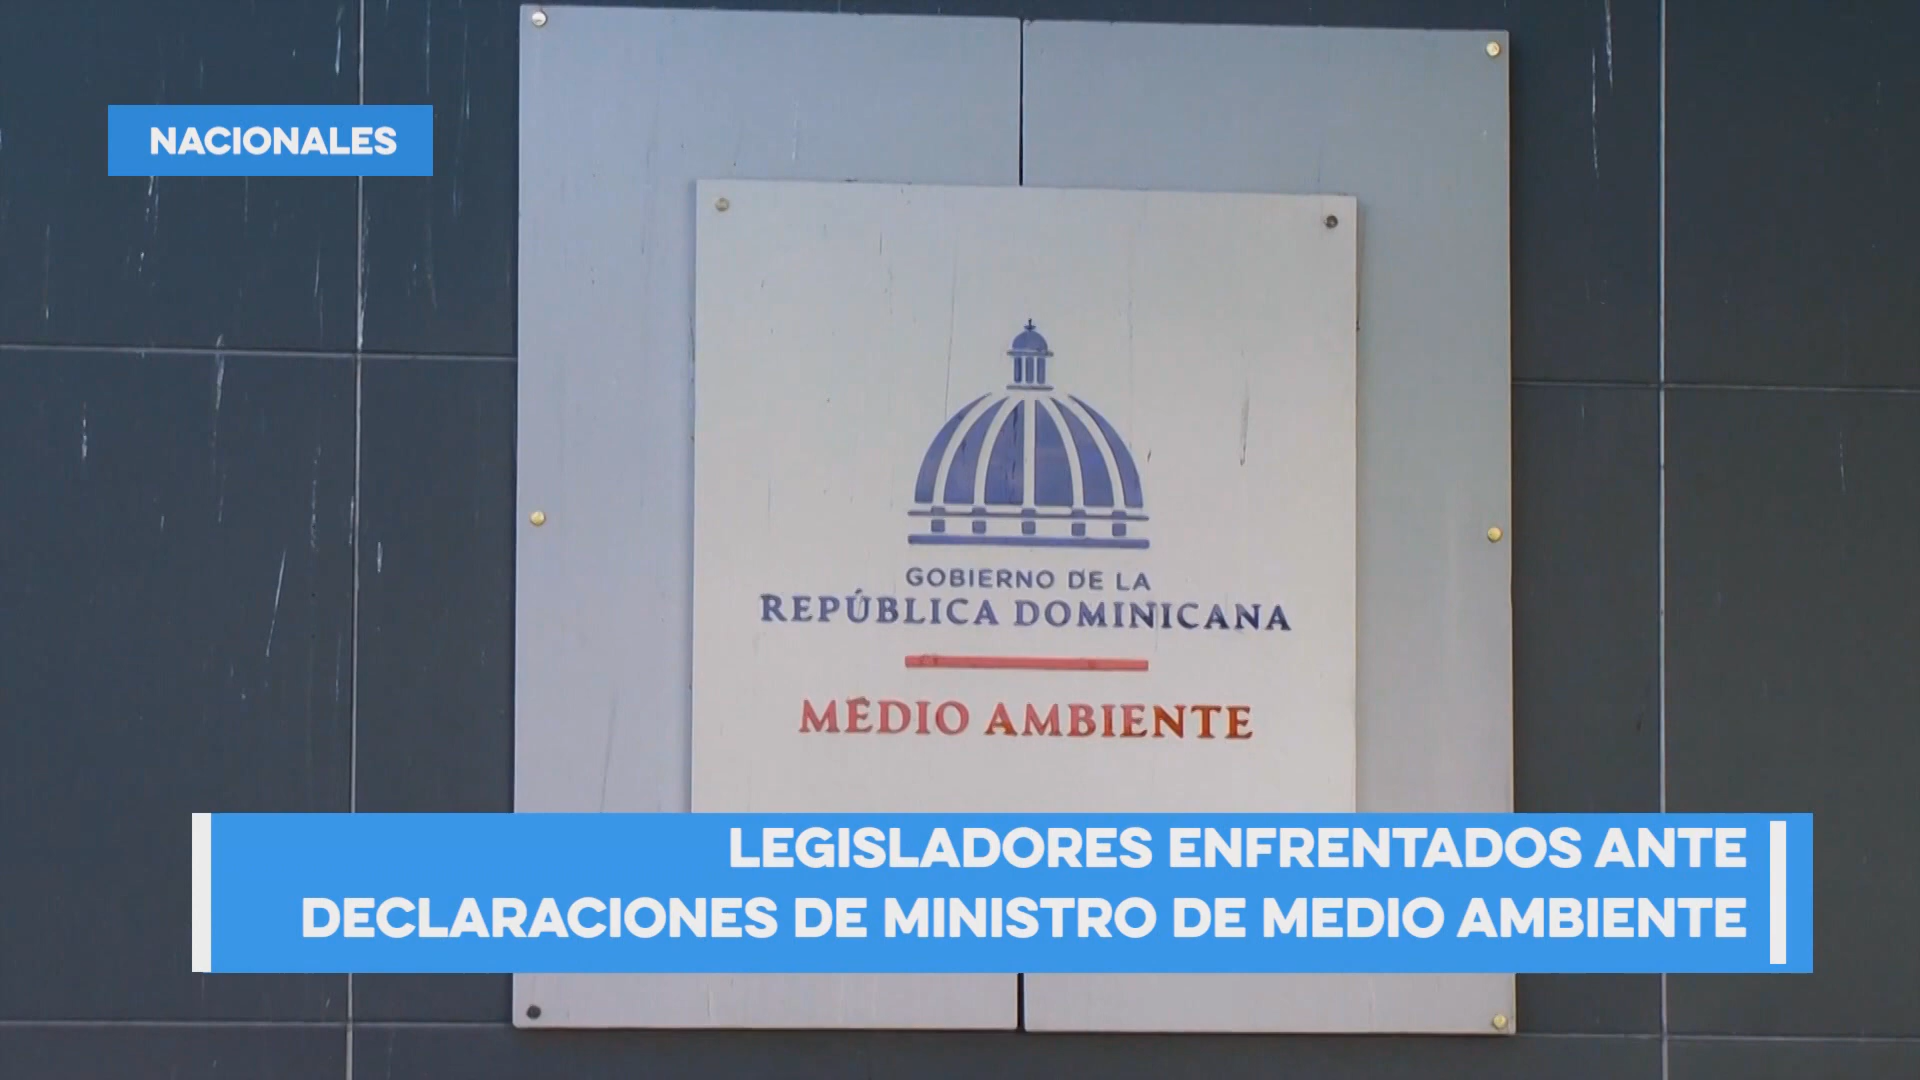 NACIONALES
GOBIERNO DE LA
REPÚBLICA DOMINICANA
MEDIO AMBIENTE
LEGISLADORES ENFRENTADOS ANTE
DECLARACIONES DE MINISTRO DE MEDIO AMBIENTE